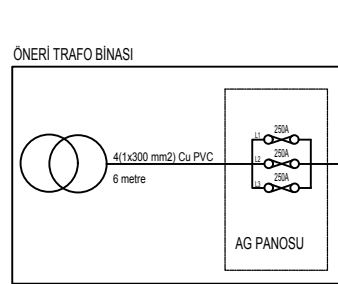 ÖNERİ TRAFO BİNASI
4(1x300 mm2) Cu PVC
6 metre
L1
250A
L2
250A
L3
250A
AG PANOSU